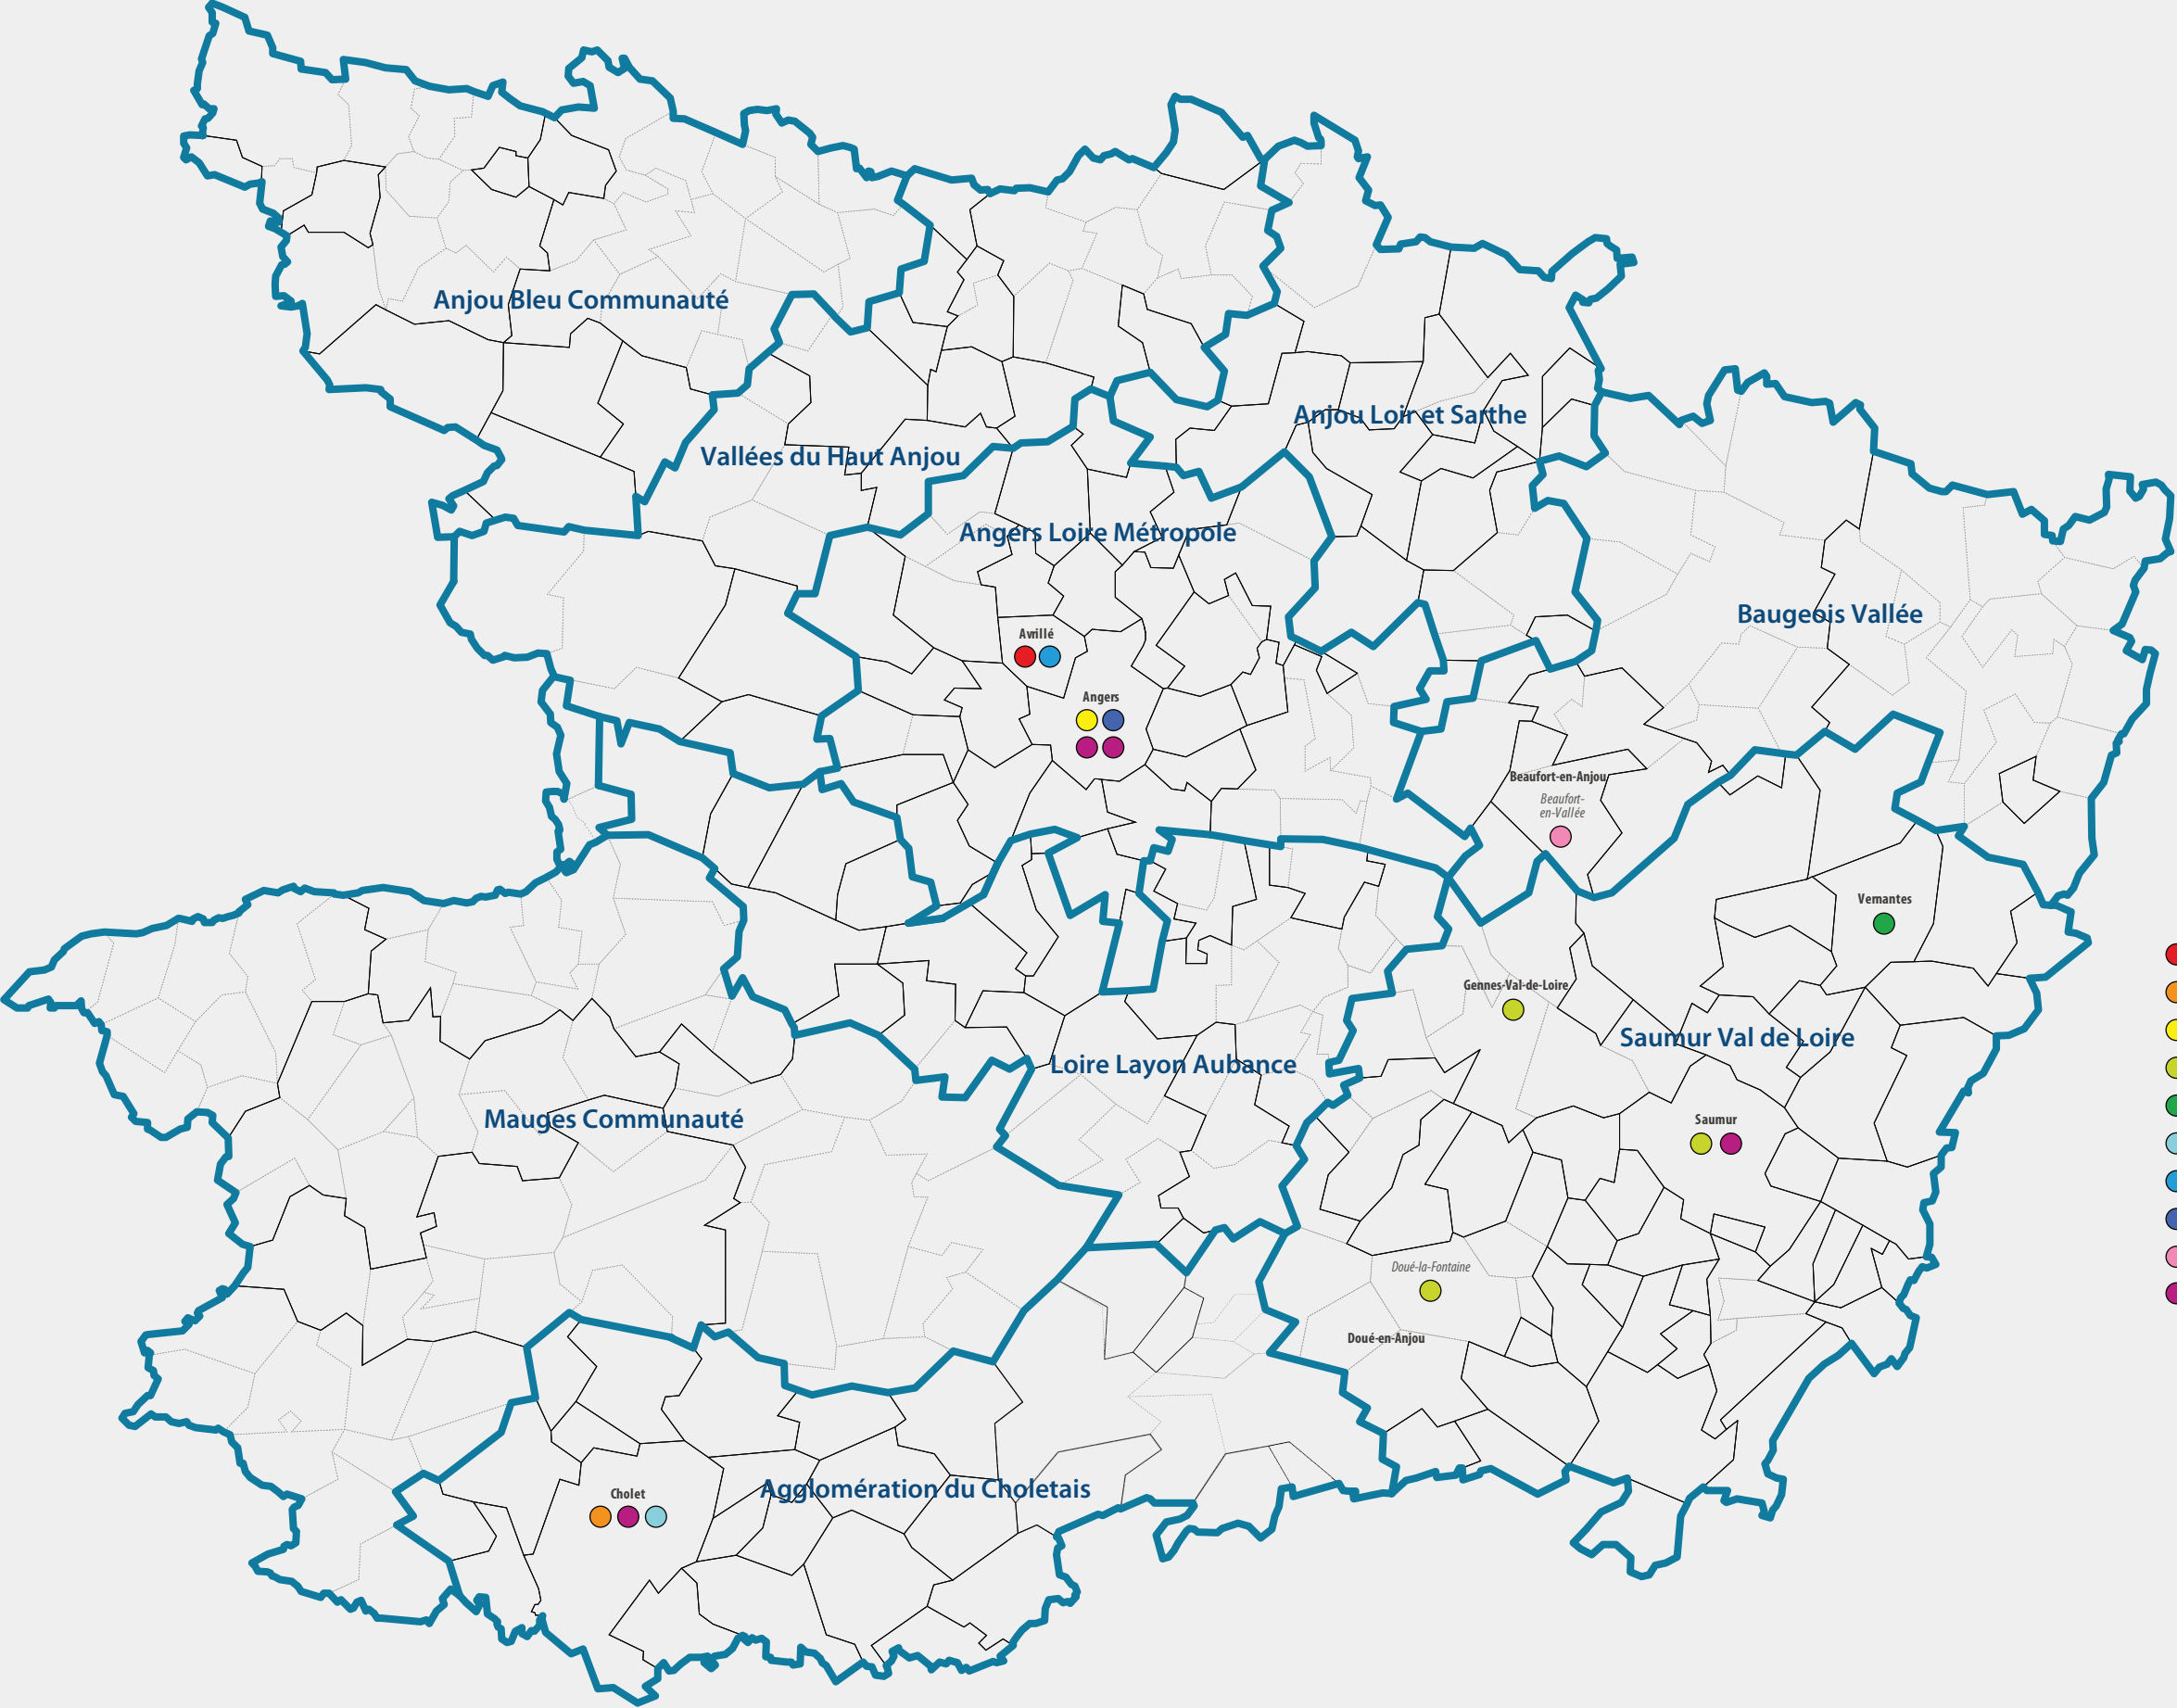 Anjou Bleu Communauté
Anjou Loir et Sarthe
Vallées du Haut Anjou
Angers Loire Métropole
Baugeois Vallée
Avrillé
Angers
Beaufort-en-Anjou
Beaufort-
en-Vallée
Vernantes
Gennes-Val-de-Loire
Saumur Val de Loire
Loire Layon Aubance
Mauges Communauté
Saumur
Doué-la-Fontaine
Doué-en-Anjou
Agglomération du Choletais
Cholet